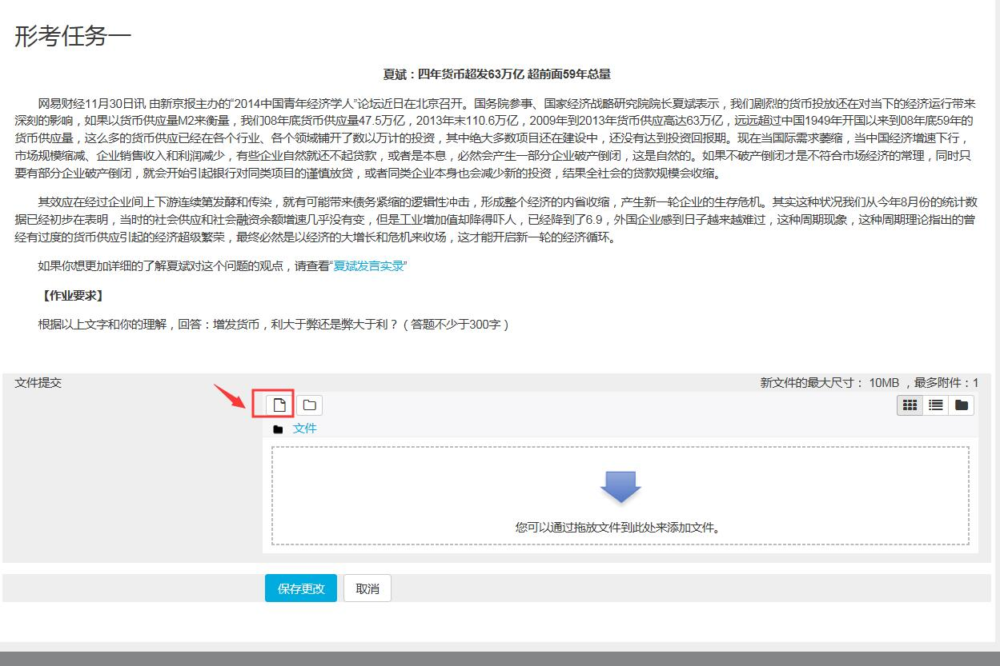 形考任务一
夏斌：四年货币超发63万亿 超前面59年总量
网易财经11月30日讯 由新京报主办的“2014中国青年经济学人”论坛近日在北京召开。国务院参事、国家经济战略研究院院长夏斌表示，我们剧烈的货币投放还在对当下的经济运行带来
深刻的影响，如果以货币供应量M2来衡量，我们08年底货币供应量47.5万亿，2013年末110.6万亿，2009年到2013年货币供应高达63万亿，远远超过中国1949年开国以来到08年底59年的
货币供应量，这么多的货币供应已经在各个行业、各个领域铺开了数以万计的投资，其中绝大多数项目还在建设中，还没有达到投资回报期。现在当国际需求萎缩，当中国经济增速下行，
市场规模缩减、企业销售收入和利润减少，有些企业自然就还不起贷款，或者是本息，必然会产生一部分企业破产倒闭，这是自然的。如果不破产倒闭才是不符合市场经济的常理，同时只
要有部分企业破产倒闭，就会开始引起银行对同类项目的谨慎放贷，或者同类企业本身也会减少新的投资，结果全社会的贷款规模会收缩。
其效应在经过企业间上下游连续第发酵和传染，就有可能带来债务紧缩的逻辑性冲击，形成整个经济的内省收缩，产生新一轮企业的生存危机。其实这种状况我们从今年8月份的统计数
据已经初步在表明，当时的社会供应和社会融资余额增速几乎没有变，但是工业增加值却降得吓人，已经降到了6.9，外国企业感到日子越来越难过，这种周期现象，这种周期理论指出的曾
经有过度的货币供应引起的经济超级繁荣，最终必然是以经济的大增长和危机来收场，这才能开启新一轮的经济循环。
如果你想更加详细的了解夏斌对这个问题的观点，请查看“夏斌发言实录”
【作业要求】
根据以上文字和你的理解，回答：增发货币，利大于弊还是弊大于利？（答题不少于300字）
文件提交
新文件的最大尺寸： 10MB ，最多附件：1
文件
您可以通过拖放文件到此处来添加文件。
保存更改 取消